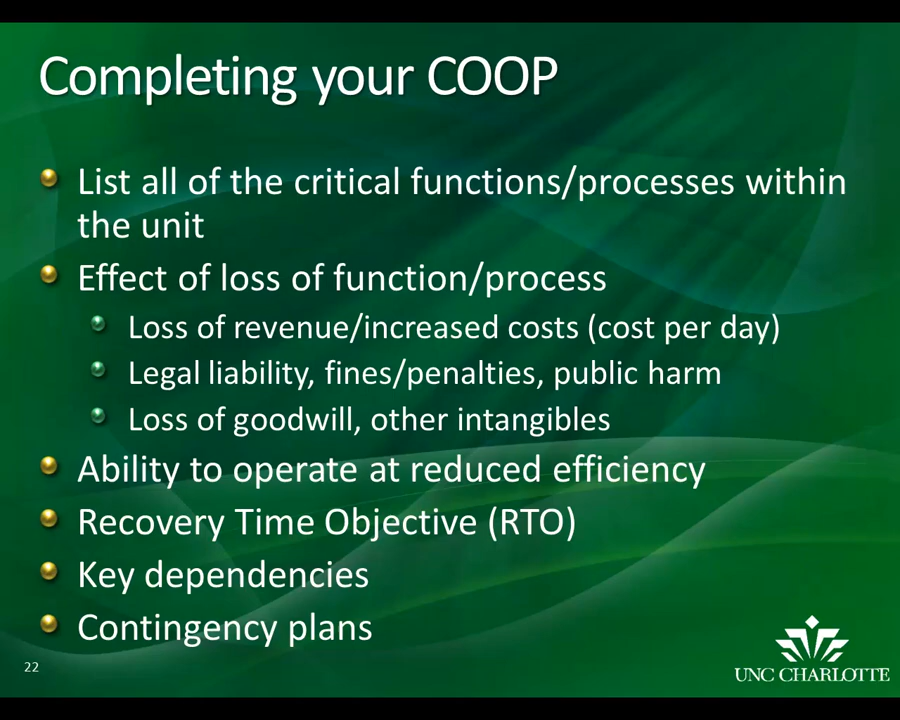 Completing your COOP
List all of the critical functions/processes within
the unit
Effect of loss of function/process
Loss of revenue/increased costs (cost per day)
Legal liability, fines/penalties, public harm
Loss of goodwill, other intangibles
Ability to operate at reduced efficiency
Recovery Time Objective (RTO)
Key dependencies
Contingency plans
22
UNC CHARLOTTE